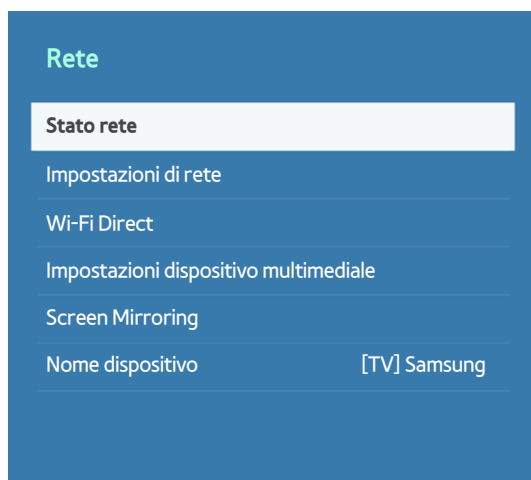 Rete
Stato rete
Impostazioni di rete
Wi-Fi Direct
Impostazioni dispositivo multimediale
Screen Mirroring
Nome dispositivo [TV] Samsung